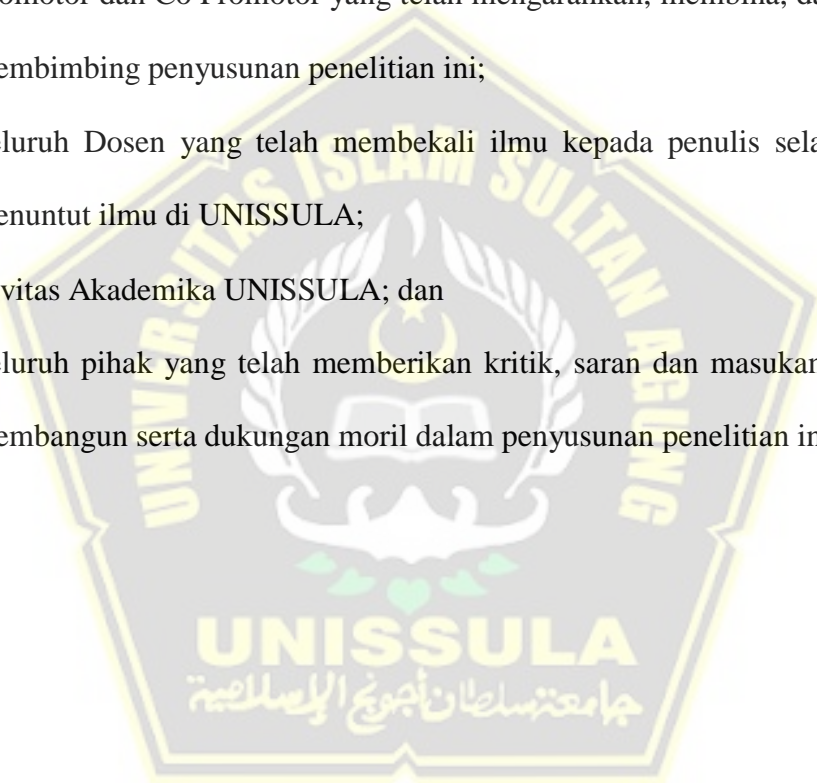 omotor dan Co Promotor yang telah mengarahkan, membina, da
embimbing penyusunan penelitian ini;
eluruh Dosen yang telah membekali ilmu kepada penulis sela
enuntut ilmu di UNISSULA;
vitas Akademika UNISSULA; dan
eluruh pihak yang telah memberikan kritik, saran dan masukan
embangun serta dukungan moril dalam penyusunan penelitian in
UNIVERSITAS ISLAM SULTAN AGUNG
UNISSULA
جامعة سلطان أجونج الإسلامية